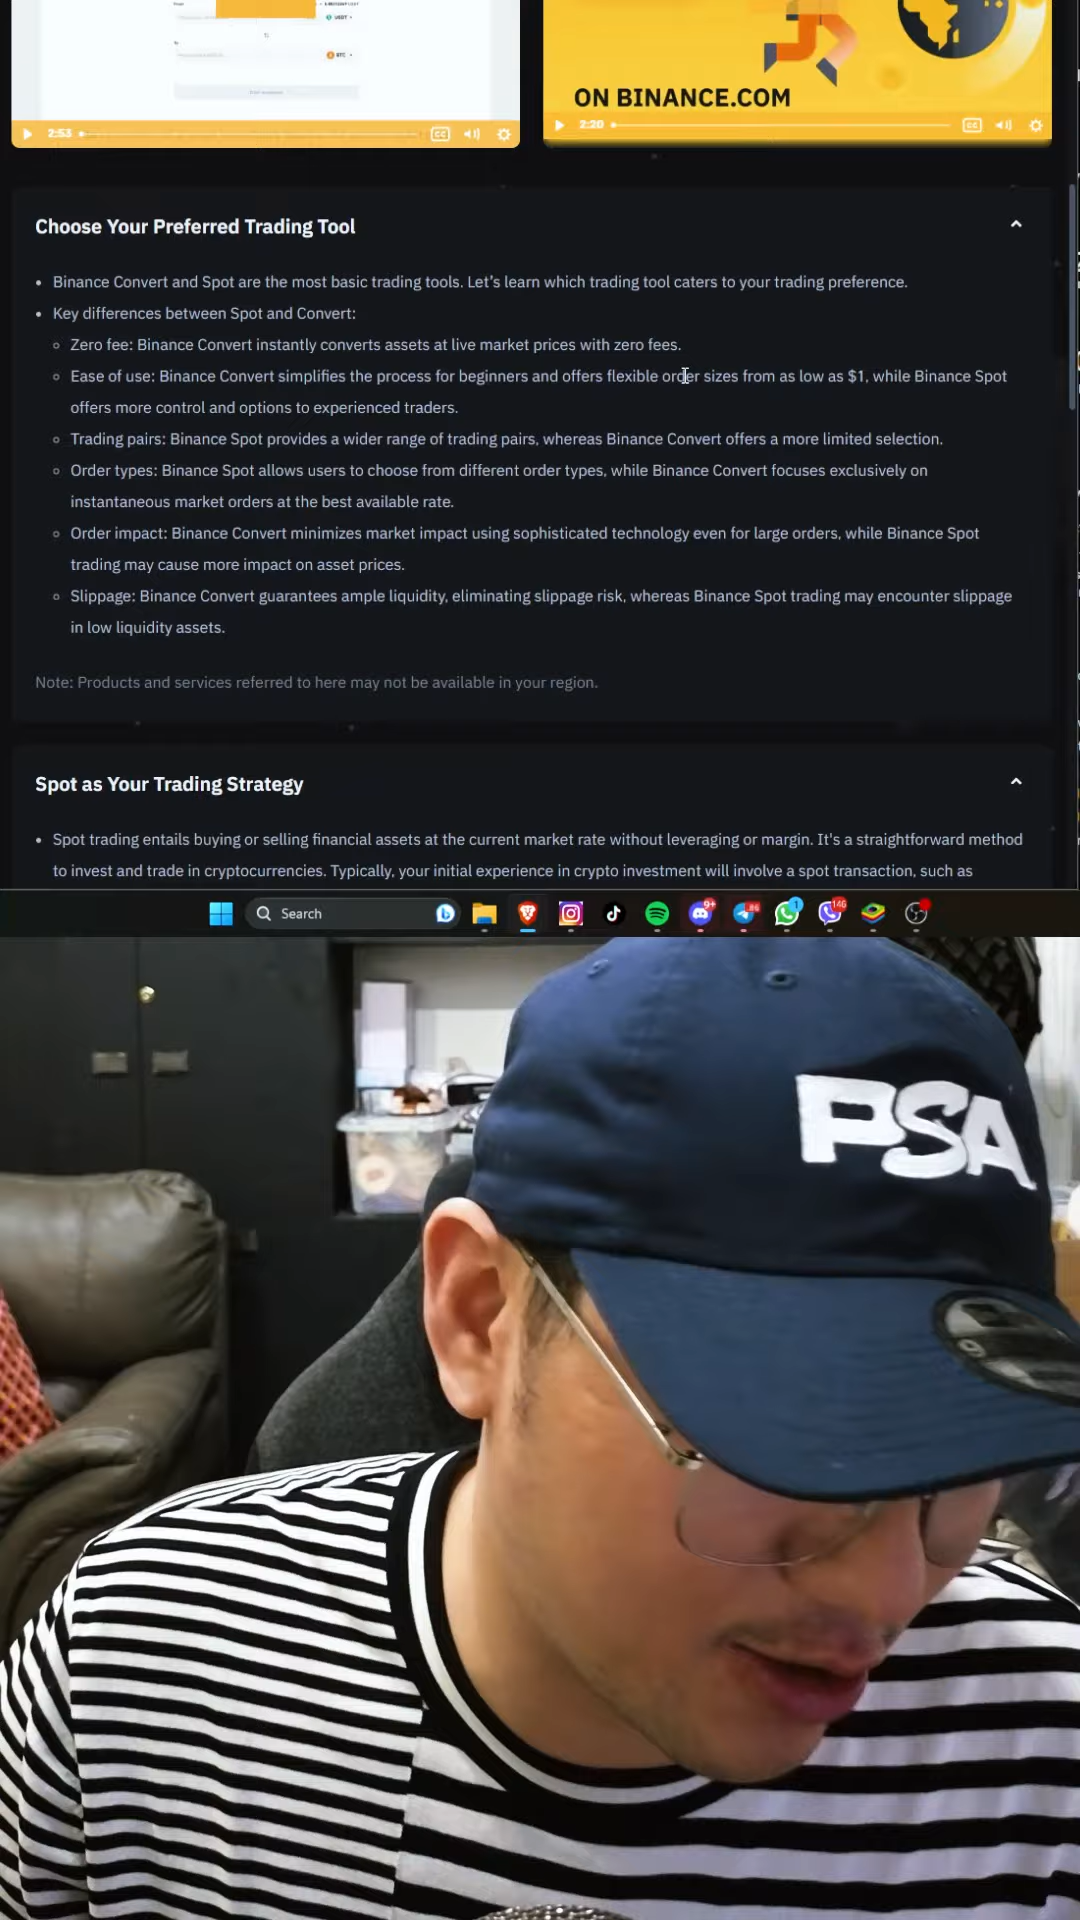 USDT
BTC
ON BINANCE.COM
2:53
CC
2:20
CC
Choose Your Preferred Trading Tool
• Binance Convert and Spot are the most basic trading tools. Let's learn which trading tool caters to your trading preference.
• Key differences between Spot and Convert:
◦ Zero fee: Binance Convert instantly converts assets at live market prices with zero fees.
◦ Ease of use: Binance Convert simplifies the process for beginners and offers flexible order sizes from as low as $1, while Binance Spot
offers more control and options to experienced traders.
◦ Trading pairs: Binance Spot provides a wider range of trading pairs, whereas Binance Convert offers a more limited selection.
◦ Order types: Binance Spot allows users to choose from different order types, while Binance Convert focuses exclusively on
instantaneous market orders at the best available rate.
◦ Order impact: Binance Convert minimizes market impact using sophisticated technology even for large orders, while Binance Spot
trading may cause more impact on asset prices.
◦ Slippage: Binance Convert guarantees ample liquidity, eliminating slippage risk, whereas Binance Spot trading may encounter slippage
in low liquidity assets.
Note: Products and services referred to here may not be available in your region.
Spot as Your Trading Strategy
• Spot trading entails buying or selling financial assets at the current market rate without leveraging or margin. It's a straightforward method
to invest and trade in cryptocurrencies. Typically, your initial experience in crypto investment will involve a spot transaction, such as
Search
9+
86
1
146
PSA